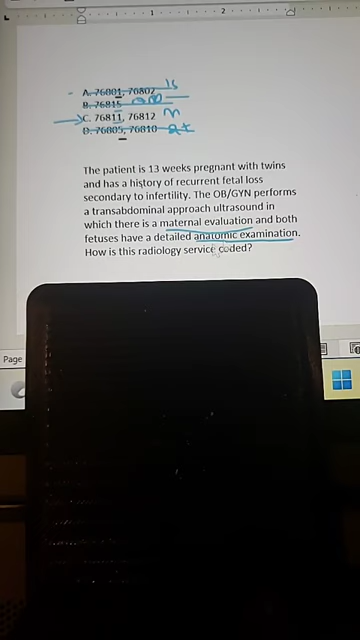 1 2
A. 76801, 76802
B. 76815
C. 76811, 76812
D. 76805, 76810
The patient is 13 weeks pregnant with twins
and has a history of recurrent fetal loss
secondary to infertility. The OB/GYN performs
a transabdominal approach ultrasound in
which there is a maternal evaluation and both
fetuses have a detailed anatomic examination.
How is this radiology service coded?
Page